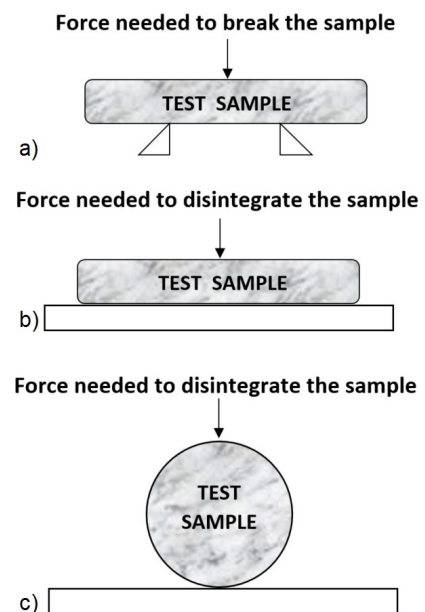 Force needed to break the sample
TEST SAMPLE
a)
Force needed to disintegrate the sample
TEST SAMPLE
b)
Force needed to disintegrate the sample
TEST
SAMPLE
c)